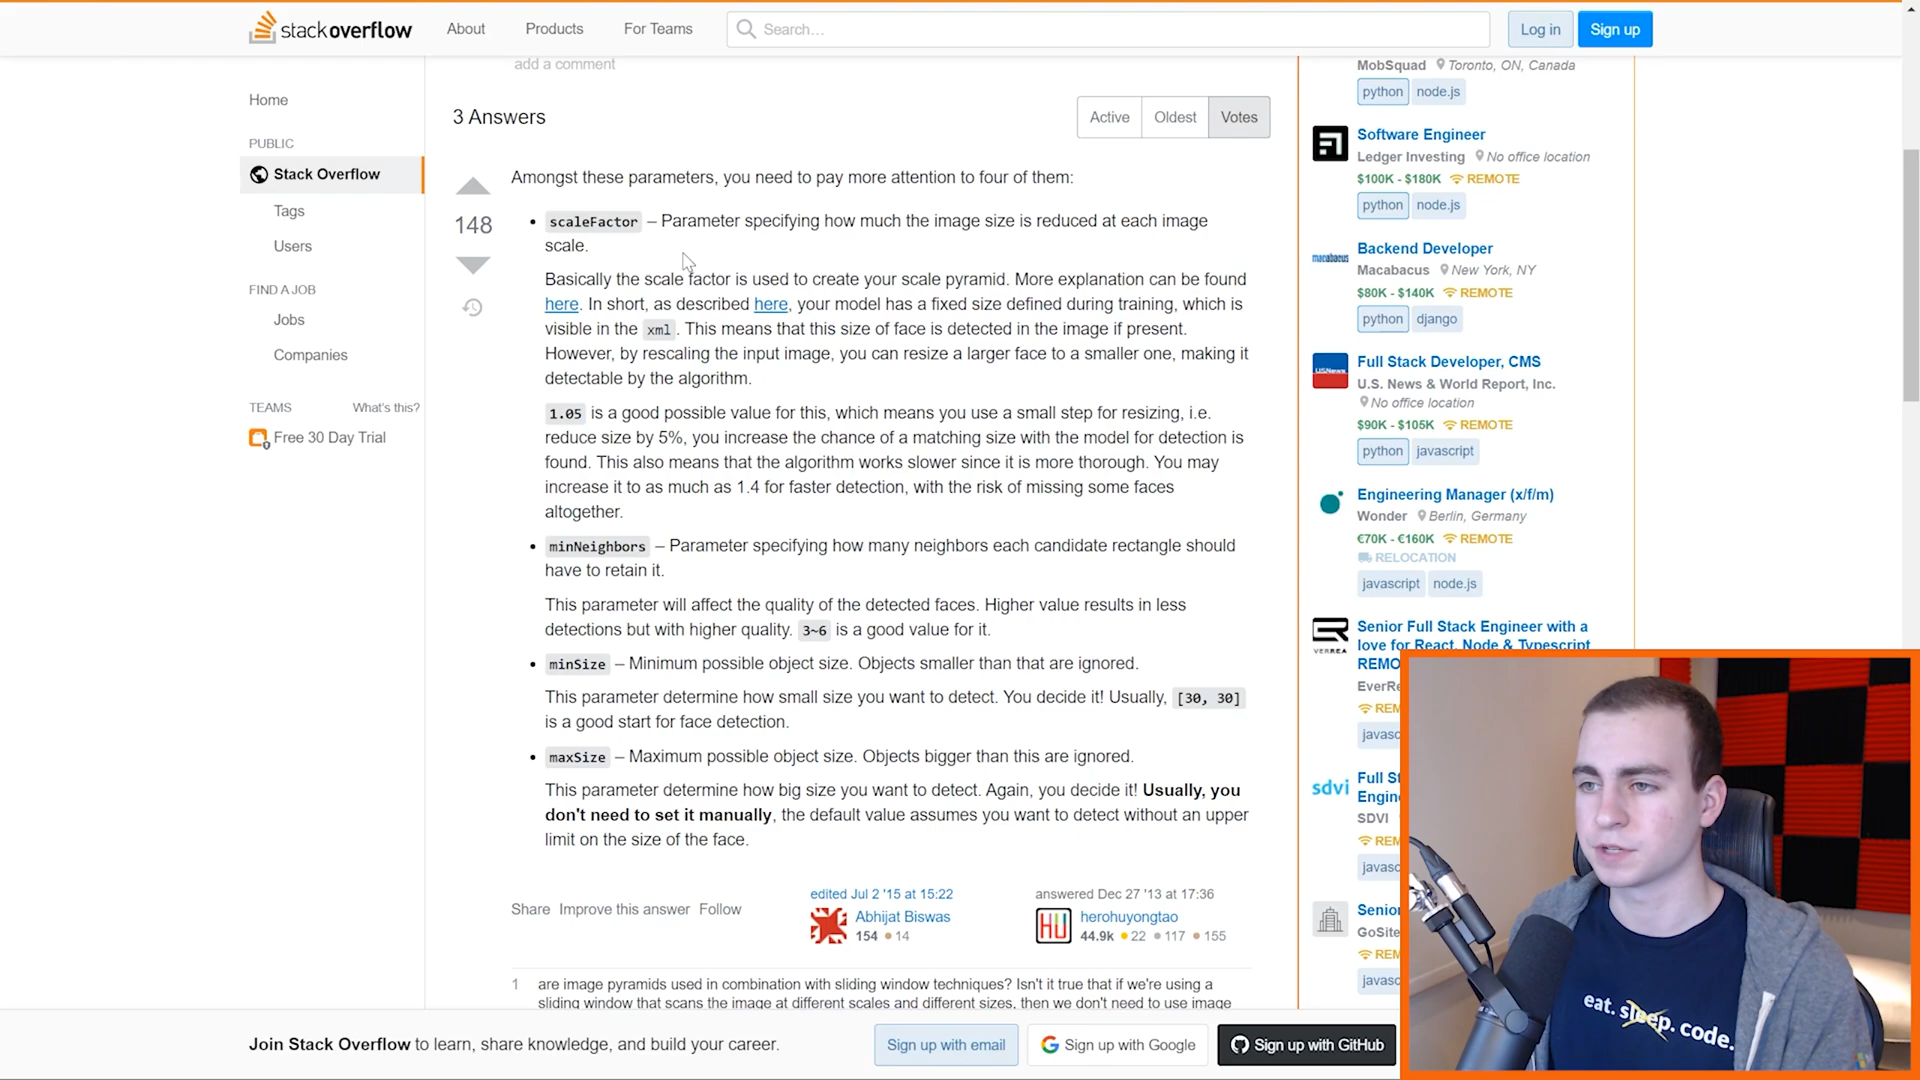 stackoverflow
About
Products
For Teams
Search...
Log in
Sign up
Home
PUBLIC
Stack Overflow
Tags
Users
FIND A JOB
Jobs
Companies
TEAMS
What's this?
Free 30 Day Trial
add a comment
3 Answers
Active
Oldest
Votes
148
Amongst these parameters, you need to pay more attention to four of them:
scaleFactor – Parameter specifying how much the image size is reduced at each image
scale.
Basically the scale factor is used to create your scale pyramid. More explanation can be found
here. In short, as described here, your model has a fixed size defined during training, which is
visible in the xml. This means that this size of face is detected in the image if present.
However, by rescaling the input image, you can resize a larger face to a smaller one, making it
detectable by the algorithm.
1.05 is a good possible value for this, which means you use a small step for resizing, i.e.
reduce size by 5%, you increase the chance of a matching size with the model for detection is
found. This also means that the algorithm works slower since it is more thorough. You may
increase it to as much as 1.4 for faster detection, with the risk of missing some faces
altogether.
minNeighbors – Parameter specifying how many neighbors each candidate rectangle should
have to retain it.
This parameter will affect the quality of the detected faces. Higher value results in less
detections but with higher quality. 3~6 is a good value for it.
minSize – Minimum possible object size. Objects smaller than that are ignored.
This parameter determine how small size you want to detect. You decide it! Usually, [30, 30]
is a good start for face detection.
maxSize – Maximum possible object size. Objects bigger than this are ignored.
This parameter determine how big size you want to detect. Again, you decide it! Usually, you
don't need to set it manually, the default value assumes you want to detect without an upper
limit on the size of the face.
Share Improve this answer Follow
edited Jul 2 '15 at 15:22
Abhijat Biswas
154 14
answered Dec 27 '13 at 17:36
HU
herohuyongtao
44.9k 22 117 155
1 are image pyramids used in combination with sliding window techniques? Isn't it true that if we're using a
sliding window that scans the image at different scales and different sizes, then we don't need to use image
MobSquad Toronto, ON, Canada
python node.js
Software Engineer
Ledger Investing No office location
$100K - $180K REMOTE
python node.js
macabacus
Backend Developer
Macabacus New York, NY
$80K - $140K REMOTE
python django
USNews
Full Stack Developer, CMS
U.S. News & World Report, Inc.
No office location
$90K - $105K REMOTE
python javascript
Engineering Manager (x/f/m)
Wonder Berlin, Germany
€70K - €160K REMOTE
RELOCATION
javascript node.js
VERREA
Senior Full Stack Engineer with a
love for React, Node & Typescript
REMO
EverRe
REM
javasc
sdvi
Full St
Engin
SDVI
REM
javasc
Senio
GoSite
REM
javasc
eat. sleep. code.
Join Stack Overflow to learn, share knowledge, and build your career.
Sign up with email
Sign up with Google
Sign up with GitHub